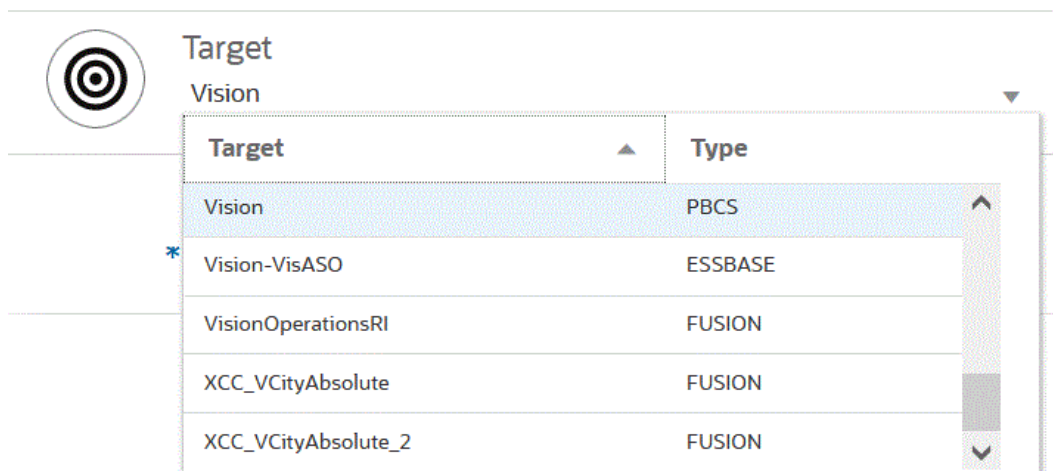 Target
Vision
Target Type
Vision PBCS
*
Vision-VisASO ESSBASE
VisionOperationsRI FUSION
XCC_VCityAbsolute FUSION
XCC_VCityAbsolute_2 FUSION